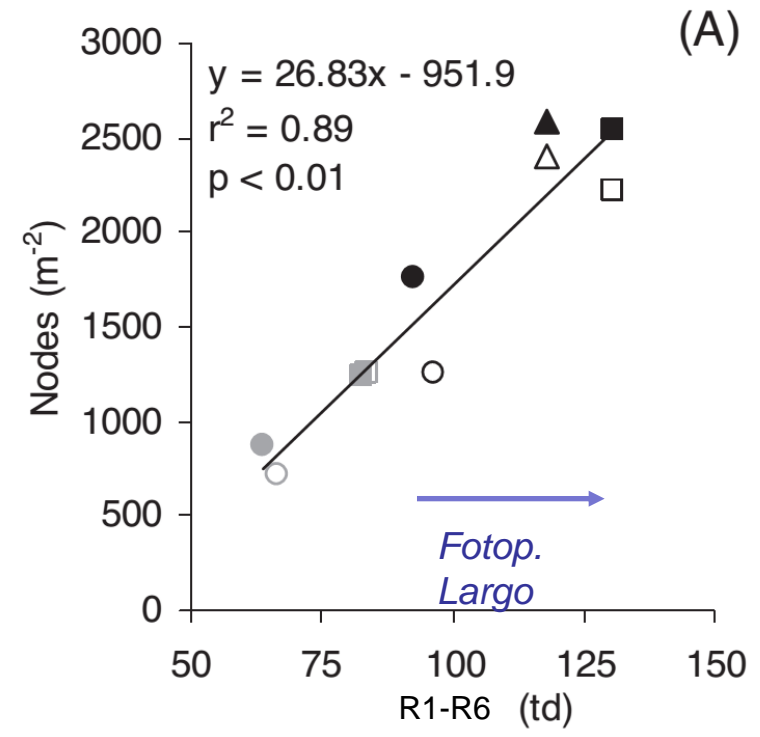 (A)
3000
y = 26.83x - 951.9
2500
r² = 0.89
p < 0.01
2000
Nodes (m⁻²)
1500
1000
500
Fotop.
Largo
0
50 75 100 125 150
R1-R6 (td)